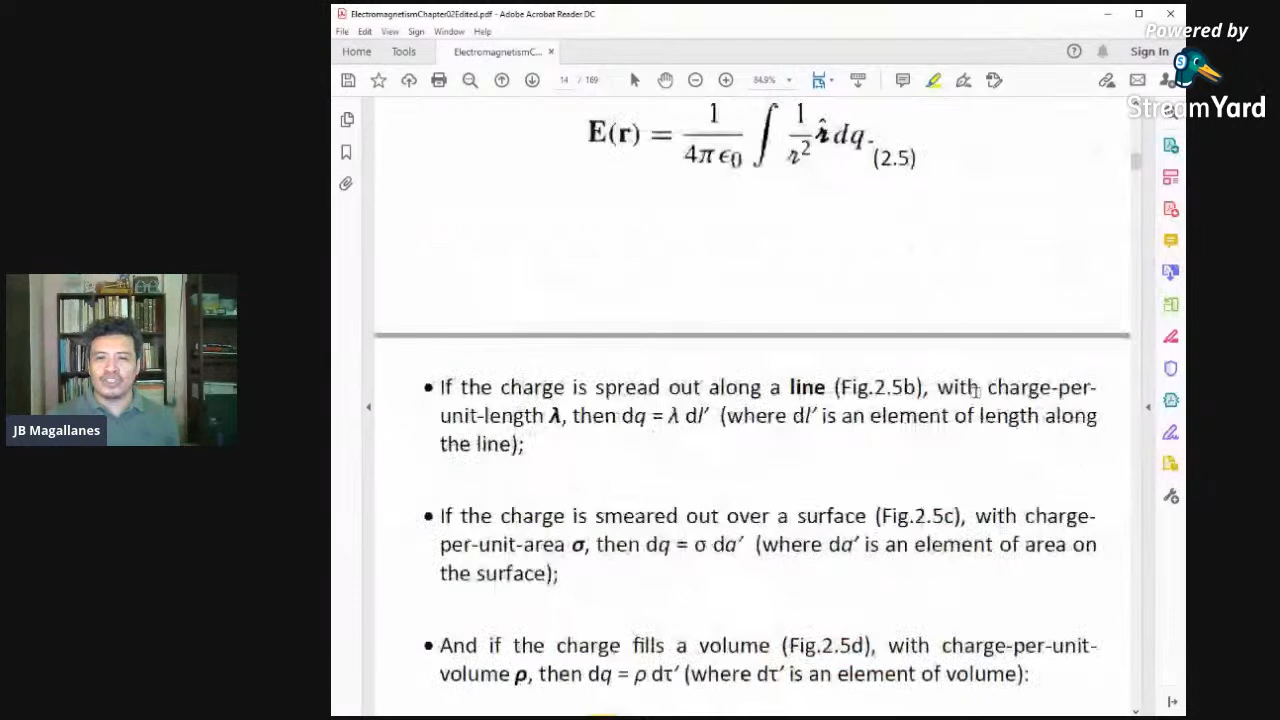 ElectromagnetismChapter02Edited.pdf - Adobe Acrobat Reader DC
File Edit View Sign Window Help
Home Tools ElectromagnetismC... × Sign In
14 / 169 84.9%
Powered by
StreamYard
E(r) = 1/4πϵ0 ∫ 1/𝓇² 𝓇̂ dq. (2.5)
• If the charge is spread out along a line (Fig.2.5b), with charge-per-
unit-length λ, then dq = λ dl′ (where dl′ is an element of length along
the line);
• If the charge is smeared out over a surface (Fig.2.5c), with charge-
per-unit-area σ, then dq = σ da′ (where da′ is an element of area on
the surface);
• And if the charge fills a volume (Fig.2.5d), with charge-per-unit-
volume ρ, then dq = ρ dτ′ (where dτ′ is an element of volume):
JB Magallanes